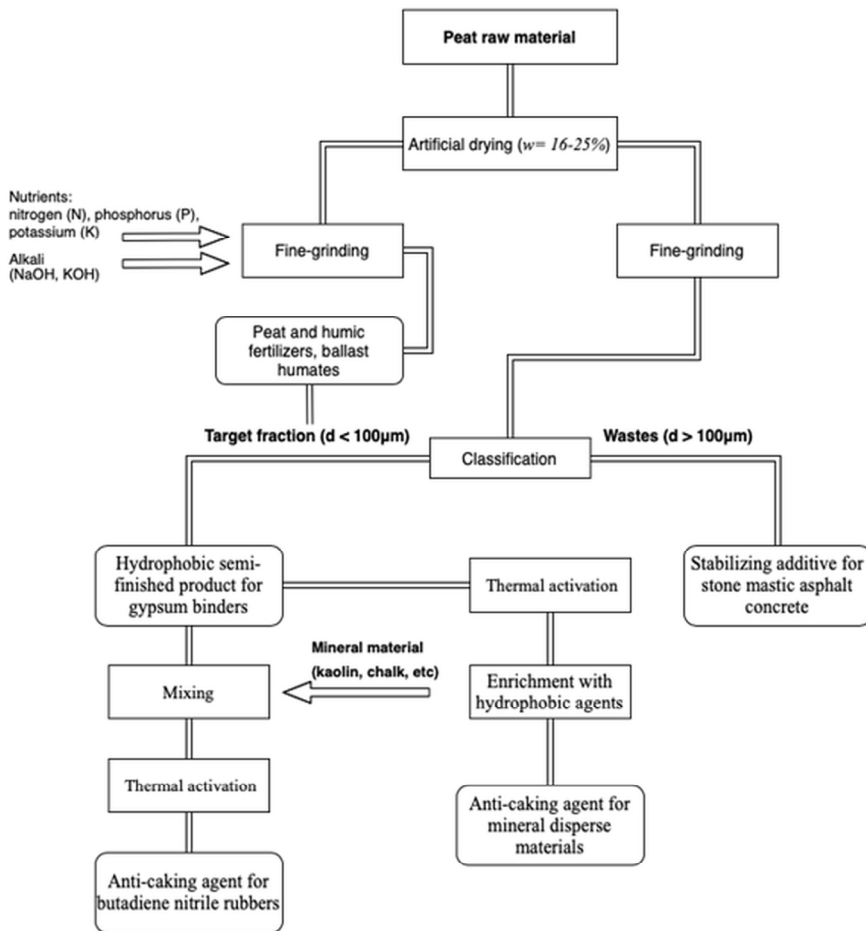 Peat raw material
Artificial drying (w= 16-25%)
Nutrients:
nitrogen (N), phosphorus (P),
potassium (K)
Alkali
(NaOH, KOH)
Fine-grinding
Fine-grinding
Peat and humic
fertilizers, ballast
humates
Target fraction (d < 100μm)
Wastes (d > 100μm)
Classification
Hydrophobic semi-
finished product for
gypsum binders
Thermal activation
Stabilizing additive for
stone mastic asphalt
concrete
Mineral material
(kaolin, chalk, etc)
Mixing
Enrichment with
hydrophobic agents
Thermal activation
Anti-caking agent for
mineral disperse
materials
Anti-caking agent for
butadiene nitrile rubbers